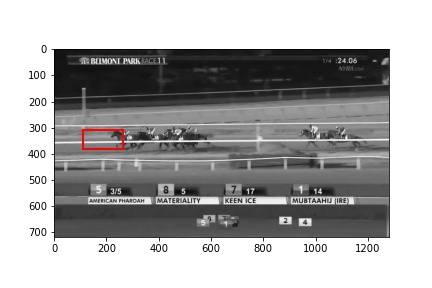 BELMONT PARK RACE 11
1/4 :24.06
NYRA.com
5 3/5 8 5 7 17 1 14
AMERICAN PHAROAH MATERIALITY KEEN ICE MUBTAAHIJ (IRE)
2 4
0
100
200
300
400
500
600
700
0 200 400 600 800 1000 1200